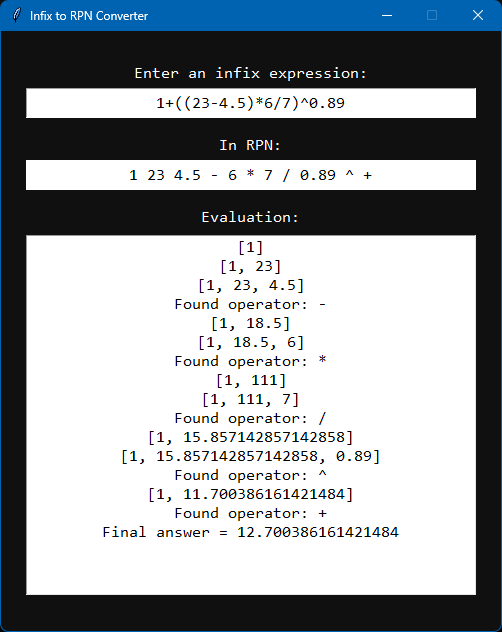 Infix to RPN Converter
Enter an infix expression:
1+((23-4.5)*6/7)^0.89
In RPN:
1 23 4.5 - 6 * 7 / 0.89 ^ +
Evaluation:
[1]
[1, 23]
[1, 23, 4.5]
Found operator: -
[1, 18.5]
[1, 18.5, 6]
Found operator: *
[1, 111]
[1, 111, 7]
Found operator: /
[1, 15.857142857142858]
[1, 15.857142857142858, 0.89]
Found operator: ^
[1, 11.700386161421484]
Found operator: +
Final answer = 12.700386161421484